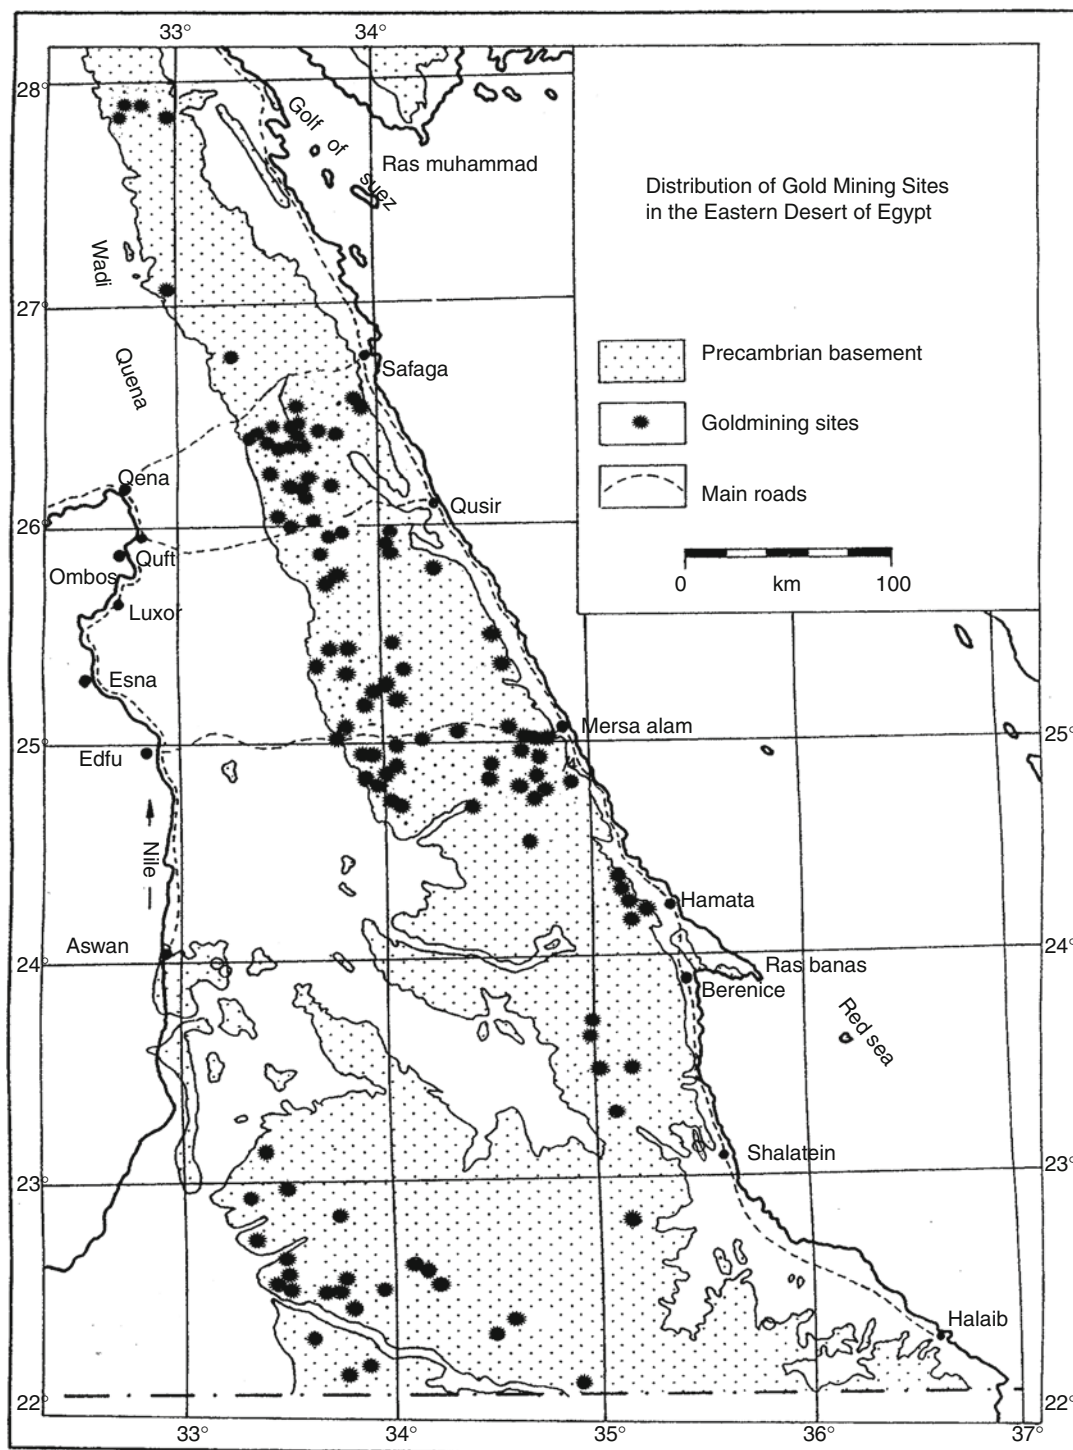 33°
34°
28°
Golf of suez
Ras muhammad
Distribution of Gold Mining Sites
in the Eastern Desert of Egypt
Wadi
27°
Quena
Safaga
Precambrian basement
Goldmining sites
Main roads
Qena
Qusir
26°
Quft
Ombos
0 km 100
Luxor
Esna
Mersa alam
25°
25°
Edfu
Nile
Hamata
Aswan
24°
24°
Ras banas
Berenice
Red sea
Shalatein
23°
23°
Halaib
22°
22°
33°
34°
35°
36°
37°